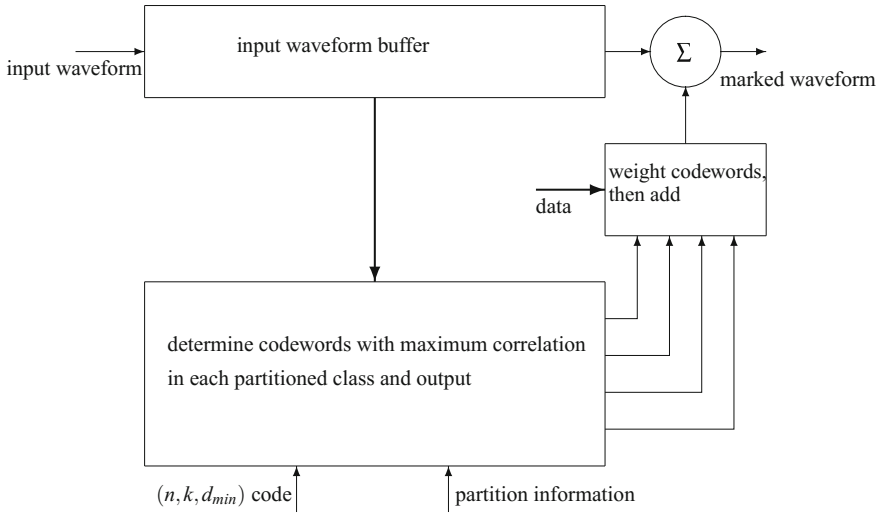 input waveform buffer
Σ
input waveform
marked waveform
weight codewords,
then add
data
determine codewords with maximum correlation
in each partitioned class and output
(n, k, d_min) code
partition information